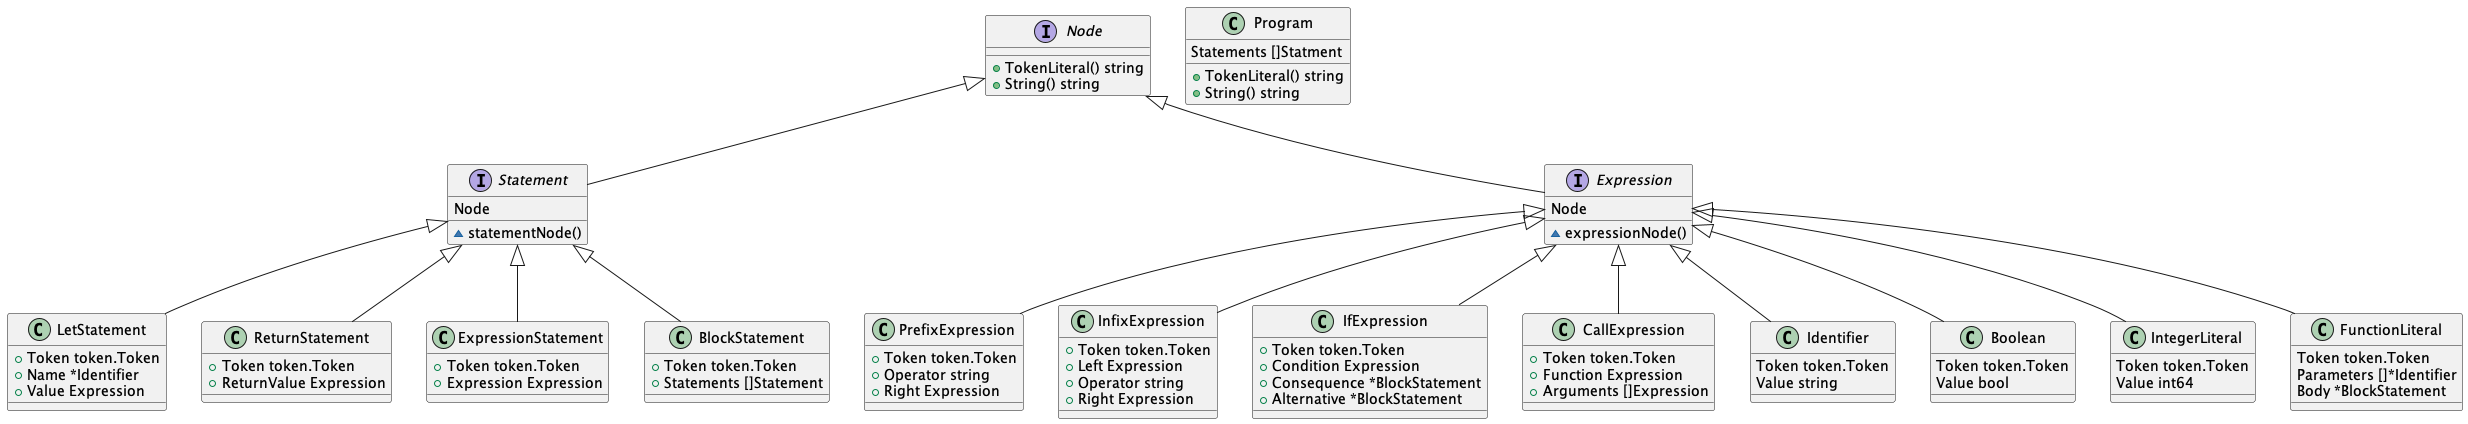 I Node
TokenLiteral() string
String() string
C Program
Statements []Statment
TokenLiteral() string
String() string
I Statement
Node
statementNode()
I Expression
Node
expressionNode()
C LetStatement
Token token.Token
Name *Identifier
Value Expression
C ReturnStatement
Token token.Token
ReturnValue Expression
C ExpressionStatement
Token token.Token
Expression Expression
C BlockStatement
Token token.Token
Statements []Statement
C PrefixExpression
Token token.Token
Operator string
Right Expression
C InfixExpression
Token token.Token
Left Expression
Operator string
Right Expression
C IfExpression
Token token.Token
Condition Expression
Consequence *BlockStatement
Alternative *BlockStatement
C CallExpression
Token token.Token
Function Expression
Arguments []Expression
C Identifier
Token token.Token
Value string
C Boolean
Token token.Token
Value bool
C IntegerLiteral
Token token.Token
Value int64
C FunctionLiteral
Token token.Token
Parameters []*Identifier
Body *BlockStatement